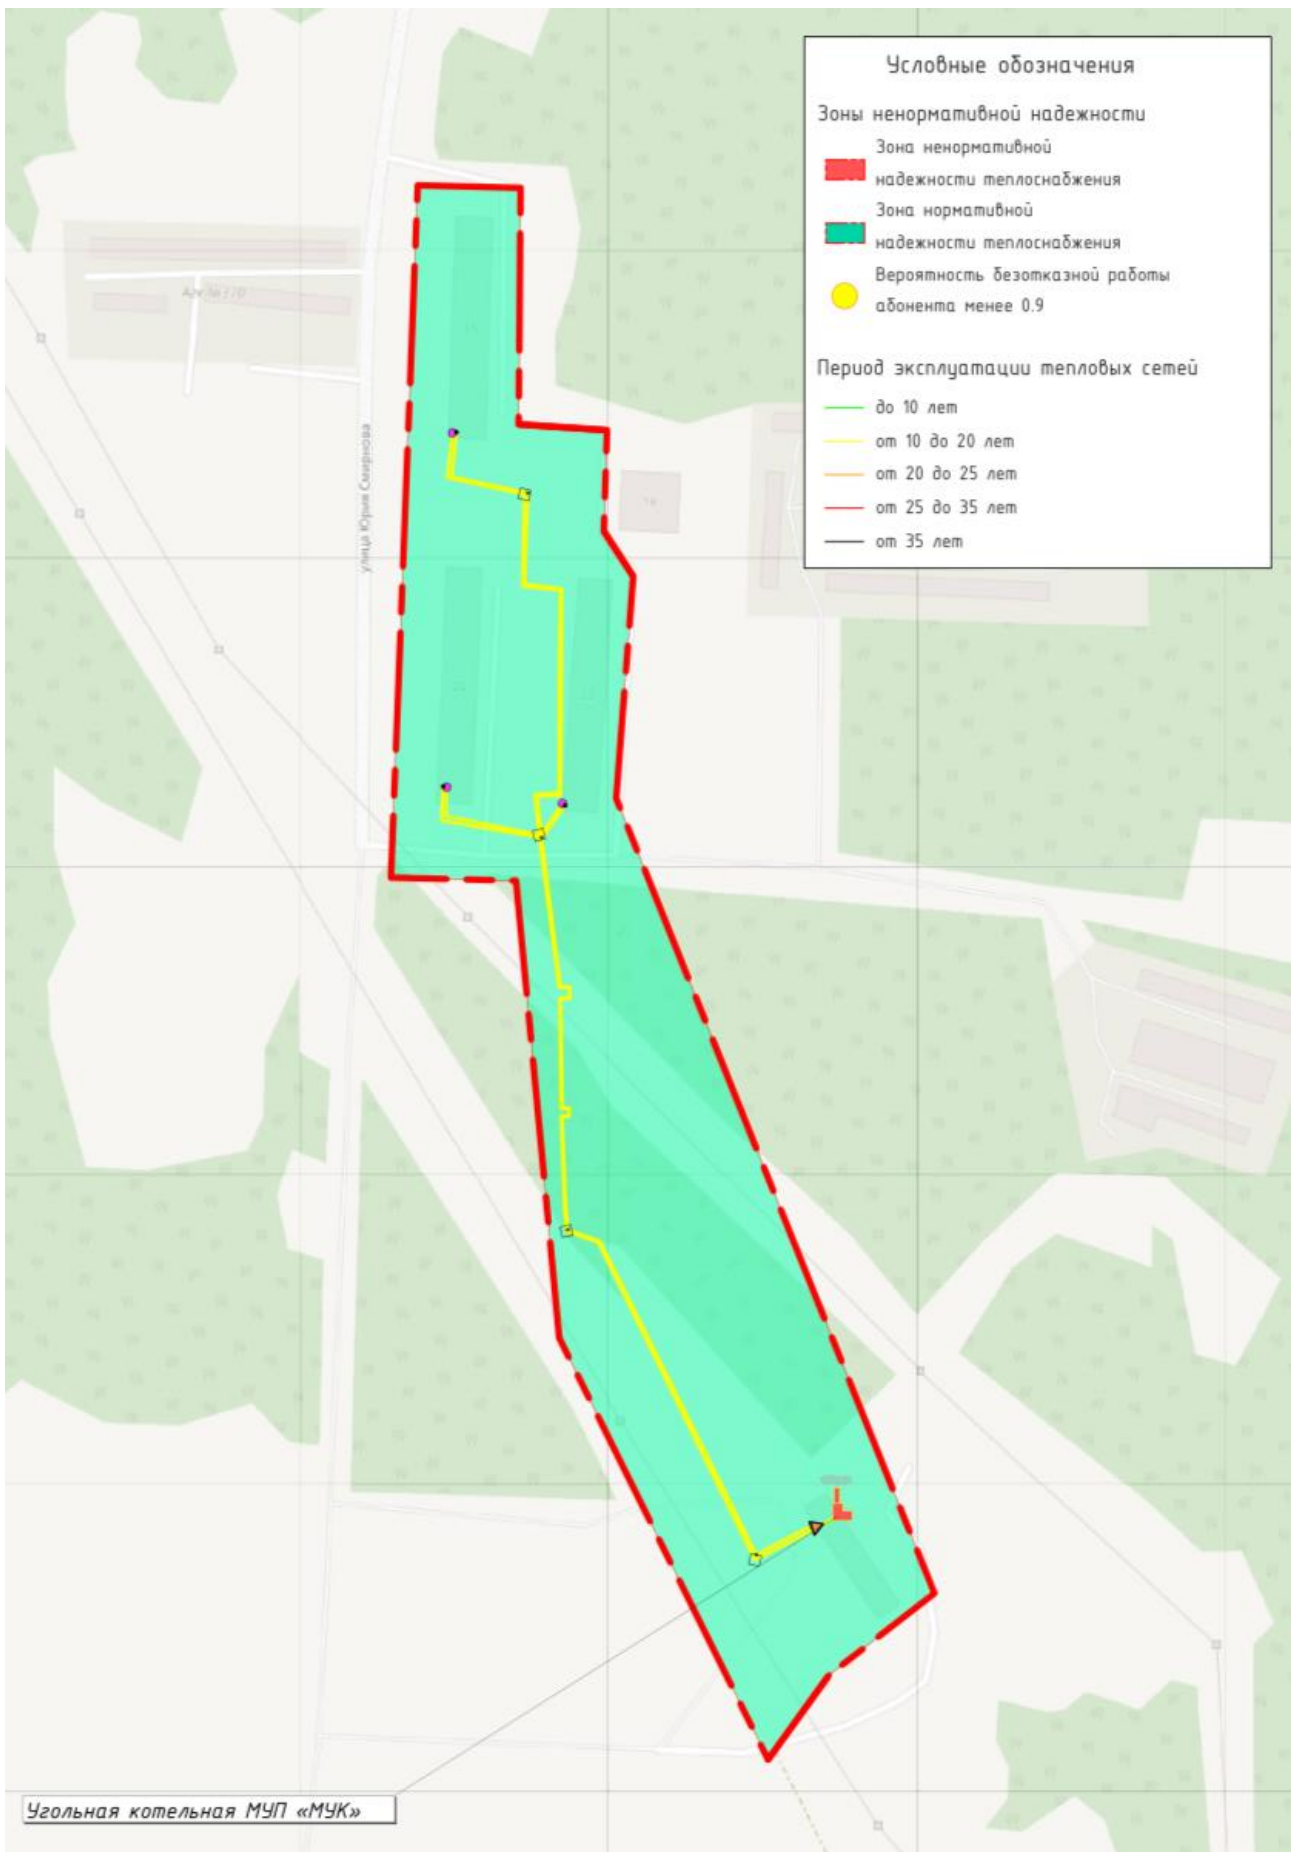 Условные обозначения
Зоны ненормативной надежности
Зона ненормативной
надежности теплоснабжения
Зона нормативной
надежности теплоснабжения
Вероятность безотказной работы
абонента менее 0.9
Период эксплуатации тепловых сетей
до 10 лет
от 10 до 20 лет
от 20 до 25 лет
от 25 до 35 лет
от 35 лет
улица Юрия Смирнова
Угольная котельная МУП «МУК»